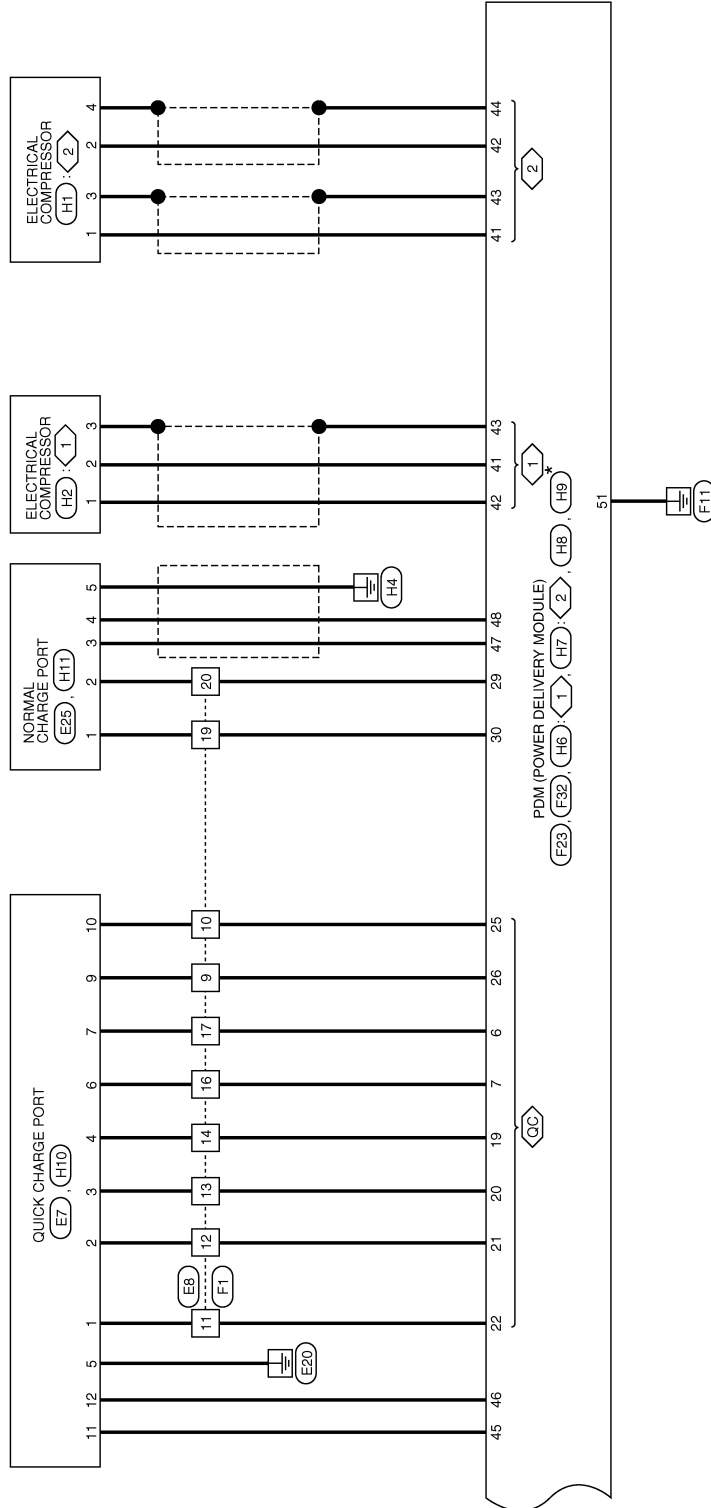 QUICK CHARGE PORT
E7 , H10
NORMAL
CHARGE PORT
E25 , H11
ELECTRICAL
COMPRESSOR
H2 : 1
ELECTRICAL
COMPRESSOR
H1 : 2
11 12 5 1 2 3 4 6 7 9 10
1 2 3 4 5
1 2 3
1 3 2 4
E8
11 12 13 14 16 17 9 10 19 20
F1
E20
H4
45 46 22 21 20 19 7 6 26 25 30 29 47 48 42 41 43 41 43 42 44
QC
1
2
PDM (POWER DELIVERY MODULE) *
F23 , F32 , H6 : 1 , H7 : 2 , H8 , H9
51
F11